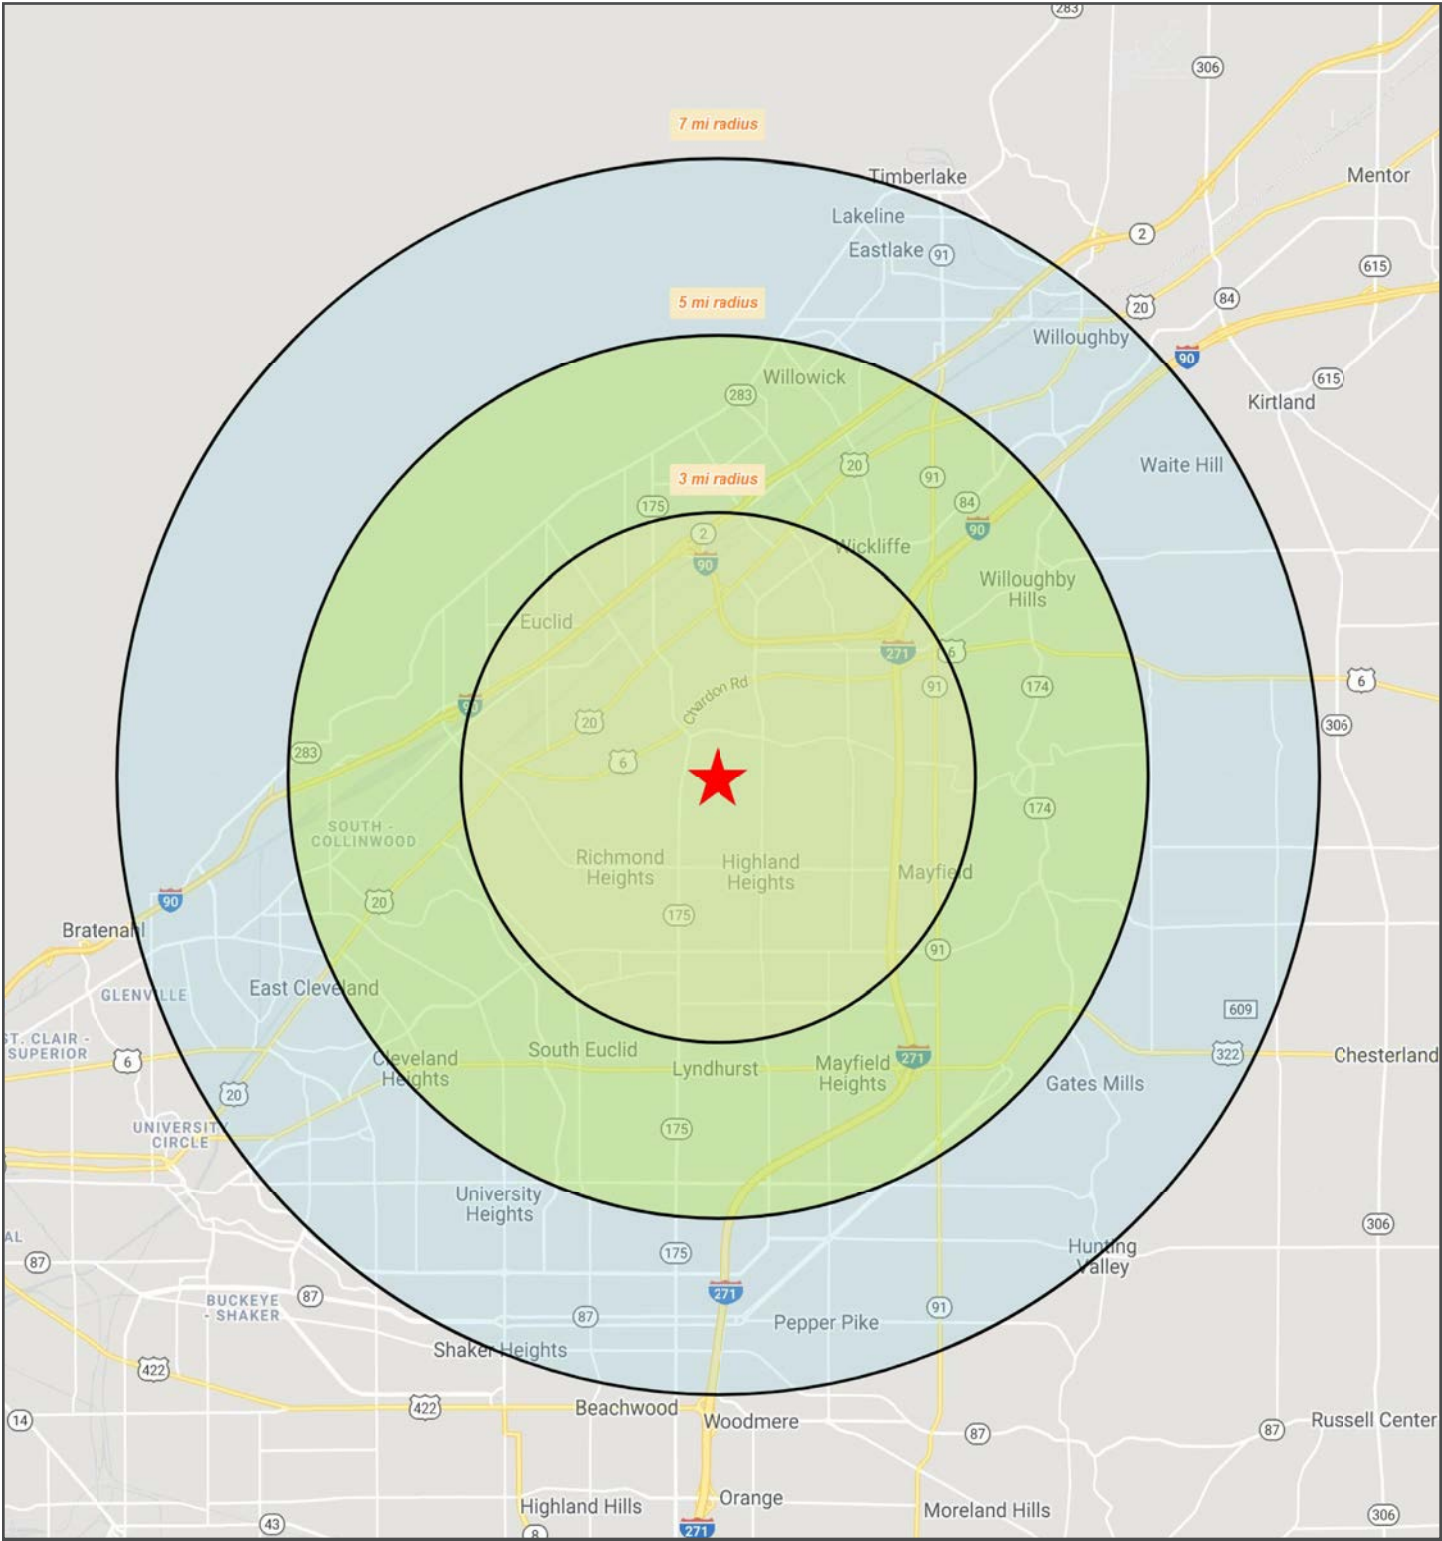 283
306
7 mi radius
Timberlake
Mentor
Lakeline
2
Eastlake
91
615
5 mi radius
84
20
Willoughby
90
Willowick
615
283
Kirtland
20
Waite Hill
3 mi radius
91
175
84
2
90
Wickliffe
90
Willoughby
Hills
Euclid
271
6
6
Chardon Rd
91
174
90
20
306
283
6
174
SOUTH -
COLLINWOOD
Richmond
Heights
Highland
Heights
Mayfield
90
20
175
Bratenahl
91
East Cleveland
GLENVILLE
609
ST. CLAIR -
SUPERIOR
6
South Euclid
Cleveland
Heights
Lyndhurst
Mayfield
Heights
271
322
Chesterland
20
Gates Mills
UNIVERSITY
CIRCLE
175
University
Heights
306
AL
87
175
Hunting
Valley
271
BUCKEYE
- SHAKER
87
87
91
Pepper Pike
Shaker Heights
422
422
Beachwood
Woodmere
14
87
87
Russell Center
Highland Hills
Orange
Moreland Hills
306
43
8
271